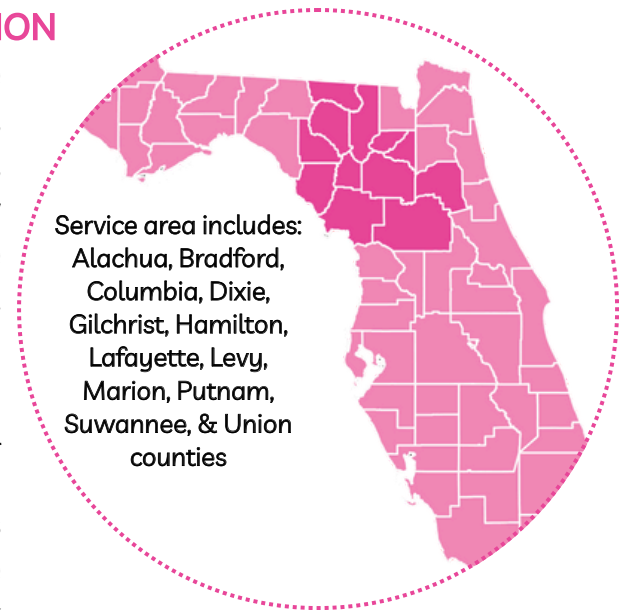 ION
Service area includes:
Alachua, Bradford,
Columbia, Dixie,
Gilchrist, Hamilton,
Lafayette, Levy,
Marion, Putnam,
Suwannee, & Union
counties